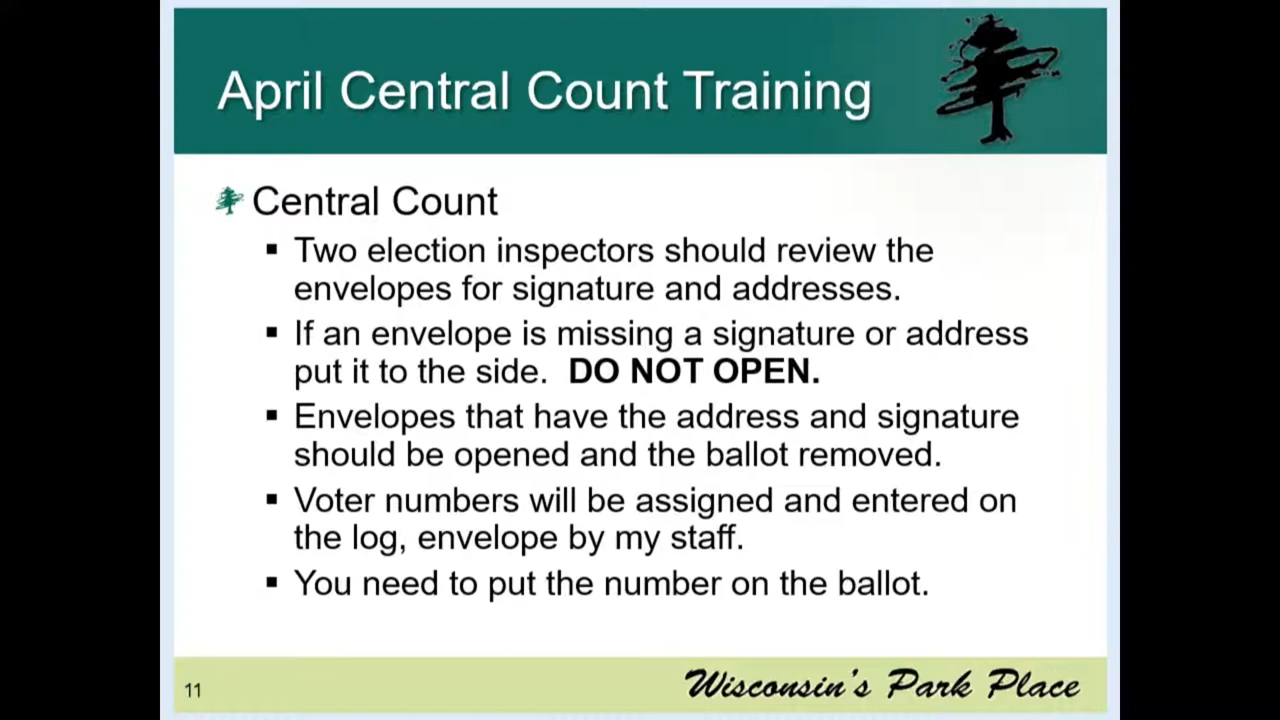 April Central Count Training
Central Count
▪ Two election inspectors should review the
envelopes for signature and addresses.
▪ If an envelope is missing a signature or address
put it to the side. DO NOT OPEN.
▪ Envelopes that have the address and signature
should be opened and the ballot removed.
▪ Voter numbers will be assigned and entered on
the log, envelope by my staff.
▪ You need to put the number on the ballot.
11
Wisconsin's Park Place